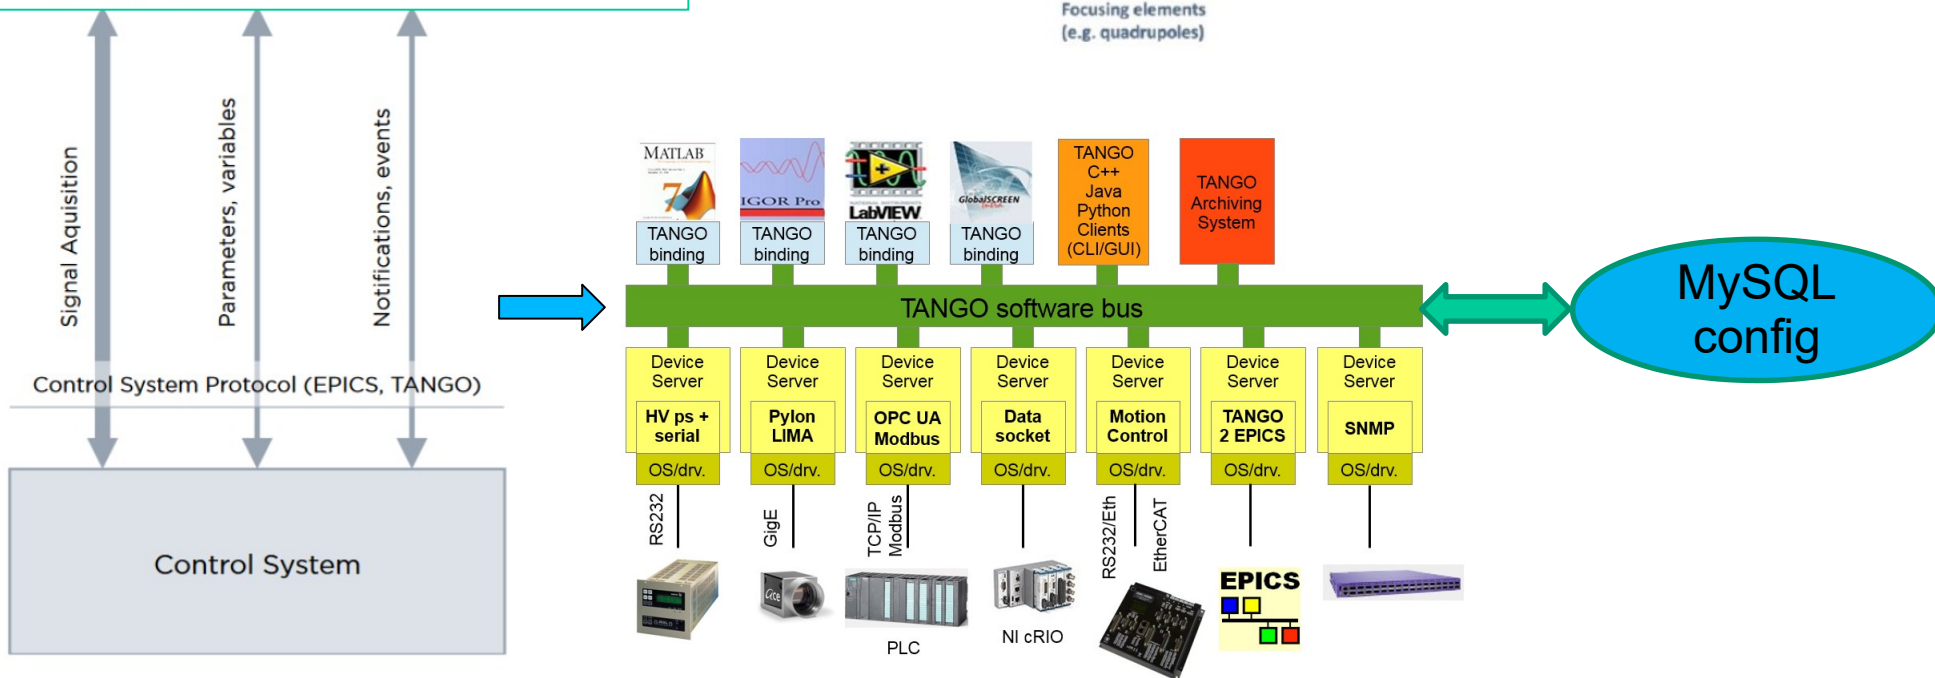 Focusing elements
(e.g. quadrupoles)
Signal Aquisition
Parameters, variables
Notifications, events
Control System Protocol (EPICS, TANGO)
Control System
MATLAB
7
IGOR Pro
NATIONAL INSTRUMENTS
LabVIEW
GlobalSCREEN
TANGO
binding
TANGO
binding
TANGO
binding
TANGO
binding
TANGO
C++
Java
Python
Clients
(CLI/GUI)
TANGO
Archiving
System
TANGO software bus
MySQL
config
Device
Server
HV ps +
serial
OS/drv.
Device
Server
Pylon
LIMA
OS/drv.
Device
Server
OPC UA
Modbus
OS/drv.
Device
Server
Data
socket
OS/drv.
Device
Server
Motion
Control
OS/drv.
Device
Server
TANGO
2 EPICS
OS/drv.
Device
Server
SNMP
OS/drv.
RS232
GigE
TCP/IP
Modbus
RS232/Eth
EtherCAT
ace
PLC
NI cRIO
EPICS